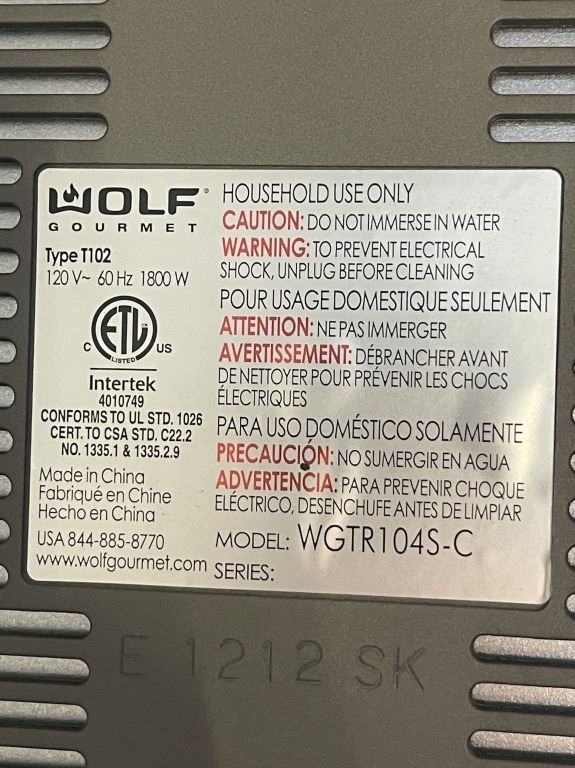 WOLF®
GOURMET
Type T102
120 V~ 60 Hz 1800 W
ETL
LISTED
C US
Intertek
4010749
CONFORMS TO UL STD. 1026
CERT. TO CSA STD. C22.2
NO. 1335.1 & 1335.2.9
Made in China
Fabriqué en Chine
Hecho en China
USA 844-885-8770
www.wolfgourmet.com
HOUSEHOLD USE ONLY
CAUTION: DO NOT IMMERSE IN WATER
WARNING: TO PREVENT ELECTRICAL
SHOCK, UNPLUG BEFORE CLEANING
POUR USAGE DOMESTIQUE SEULEMENT
ATTENTION: NE PAS IMMERGER
AVERTISSEMENT: DÉBRANCHER AVANT
DE NETTOYER POUR PRÉVENIR LES CHOCS
ÉLECTRIQUES
PARA USO DOMÉSTICO SOLAMENTE
PRECAUCIÓN: NO SUMERGIR EN AGUA
ADVERTENCIA: PARA PREVENIR CHOQUE
ELÉCTRICO, DESENCHUFE ANTES DE LIMPIAR
MODEL: WGTR104S-C
SERIES:
E 1212 SK